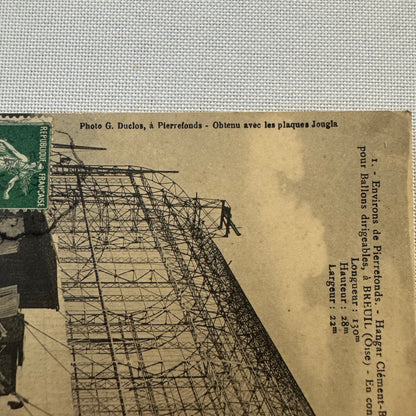 Photo G. Duclos, à Pierrefonds - Obtenu avec les plaques Jougla
REPUBLIQUE FRANÇAISE
1. - Environs de Pierrefonds. - Hangar Clément-B
pour Ballons dirigeables, à BREUIL (Oise) - En con
Longueur : 130m
Hauteur : 28m
Largeur : 22m